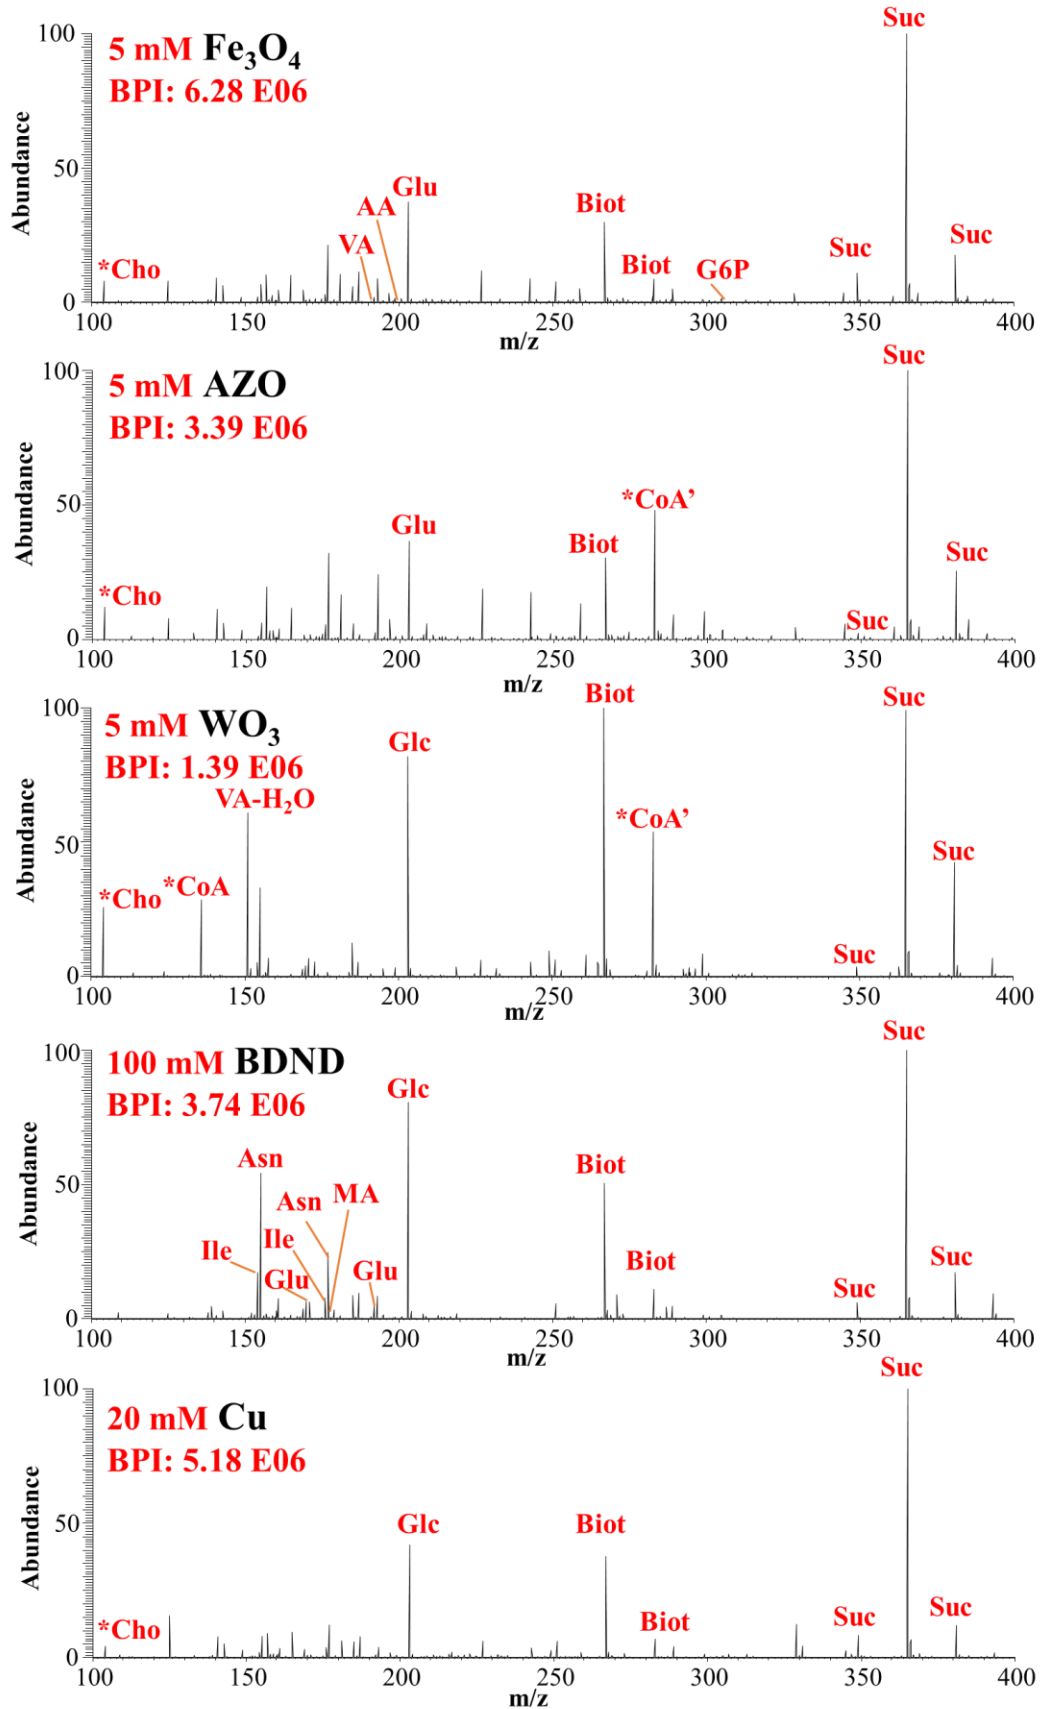 Suc
100
5 mM Fe₃O₄
BPI: 6.28 E06
Abundance
50
Glu
AA
VA
Biot
Biot
G6P
Suc
Suc
*Cho
0
100 150 200 250 300 350 400
m/z
Suc
100
5 mM AZO
BPI: 3.39 E06
Abundance
50
Glu
Biot
*CoA’
Suc
*Cho
Suc
0
100 150 200 250 300 350 400
m/z
Biot
Suc
100
5 mM WO₃
BPI: 1.39 E06
Glc
VA-H₂O
Abundance
50
*CoA’
Suc
*Cho
*CoA
Suc
0
100 150 200 250 300 350 400
m/z
Suc
100
100 mM BDND
BPI: 3.74 E06
Glc
Abundance
Asn
50
Biot
Asn
MA
Ile
Ile
Glu
Glu
Biot
Suc
Suc
0
100 150 200 250 300 350 400
m/z
Suc
100
20 mM Cu
BPI: 5.18 E06
Abundance
50
Glc
Biot
*Cho
Biot
Suc
Suc
0
100 150 200 250 300 350 400
m/z